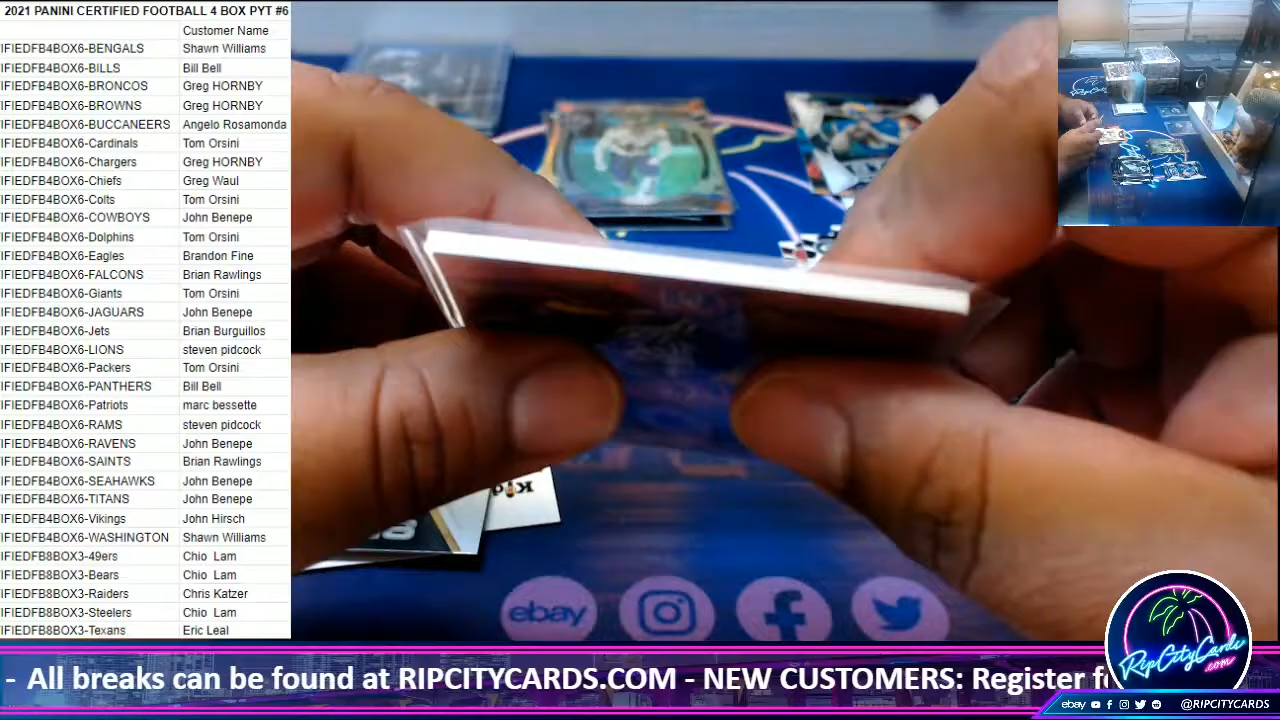 2021 PANINI CERTIFIED FOOTBALL 4 BOX PYT #6
Customer Name
IFIEDFB4BOX6-BENGALS Shawn Williams
IFIEDFB4BOX6-BILLS Bill Bell
IFIEDFB4BOX6-BRONCOS Greg HORNBY
IFIEDFB4BOX6-BROWNS Greg HORNBY
IFIEDFB4BOX6-BUCCANEERS Angelo Rosamonda
IFIEDFB4BOX6-Cardinals Tom Orsini
IFIEDFB4BOX6-Chargers Greg HORNBY
IFIEDFB4BOX6-Chiefs Greg Waul
IFIEDFB4BOX6-Colts Tom Orsini
IFIEDFB4BOX6-COWBOYS John Benepe
IFIEDFB4BOX6-Dolphins Tom Orsini
IFIEDFB4BOX6-Eagles Brandon Fine
IFIEDFB4BOX6-FALCONS Brian Rawlings
IFIEDFB4BOX6-Giants Tom Orsini
IFIEDFB4BOX6-JAGUARS John Benepe
IFIEDFB4BOX6-Jets Brian Burguillos
IFIEDFB4BOX6-LIONS steven pidcock
IFIEDFB4BOX6-Packers Tom Orsini
IFIEDFB4BOX6-PANTHERS Bill Bell
IFIEDFB4BOX6-Patriots marc bessette
IFIEDFB4BOX6-RAMS steven pidcock
IFIEDFB4BOX6-RAVENS John Benepe
IFIEDFB4BOX6-SAINTS Brian Rawlings
IFIEDFB4BOX6-SEAHAWKS John Benepe
IFIEDFB4BOX6-TITANS John Benepe
IFIEDFB4BOX6-Vikings John Hirsch
IFIEDFB4BOX6-WASHINGTON Shawn Williams
IFIEDFB8BOX3-49ers Chio Lam
IFIEDFB8BOX3-Bears Chio Lam
IFIEDFB8BOX3-Raiders Chris Katzer
IFIEDFB8BOX3-Steelers Chio Lam
IFIEDFB8BOX3-Texans Eric Leal
ebay
RipCityCards
.com
- All breaks can be found at RIPCITYCARDS.COM - NEW CUSTOMERS: Register f
ebay @RIPCITYCARDS